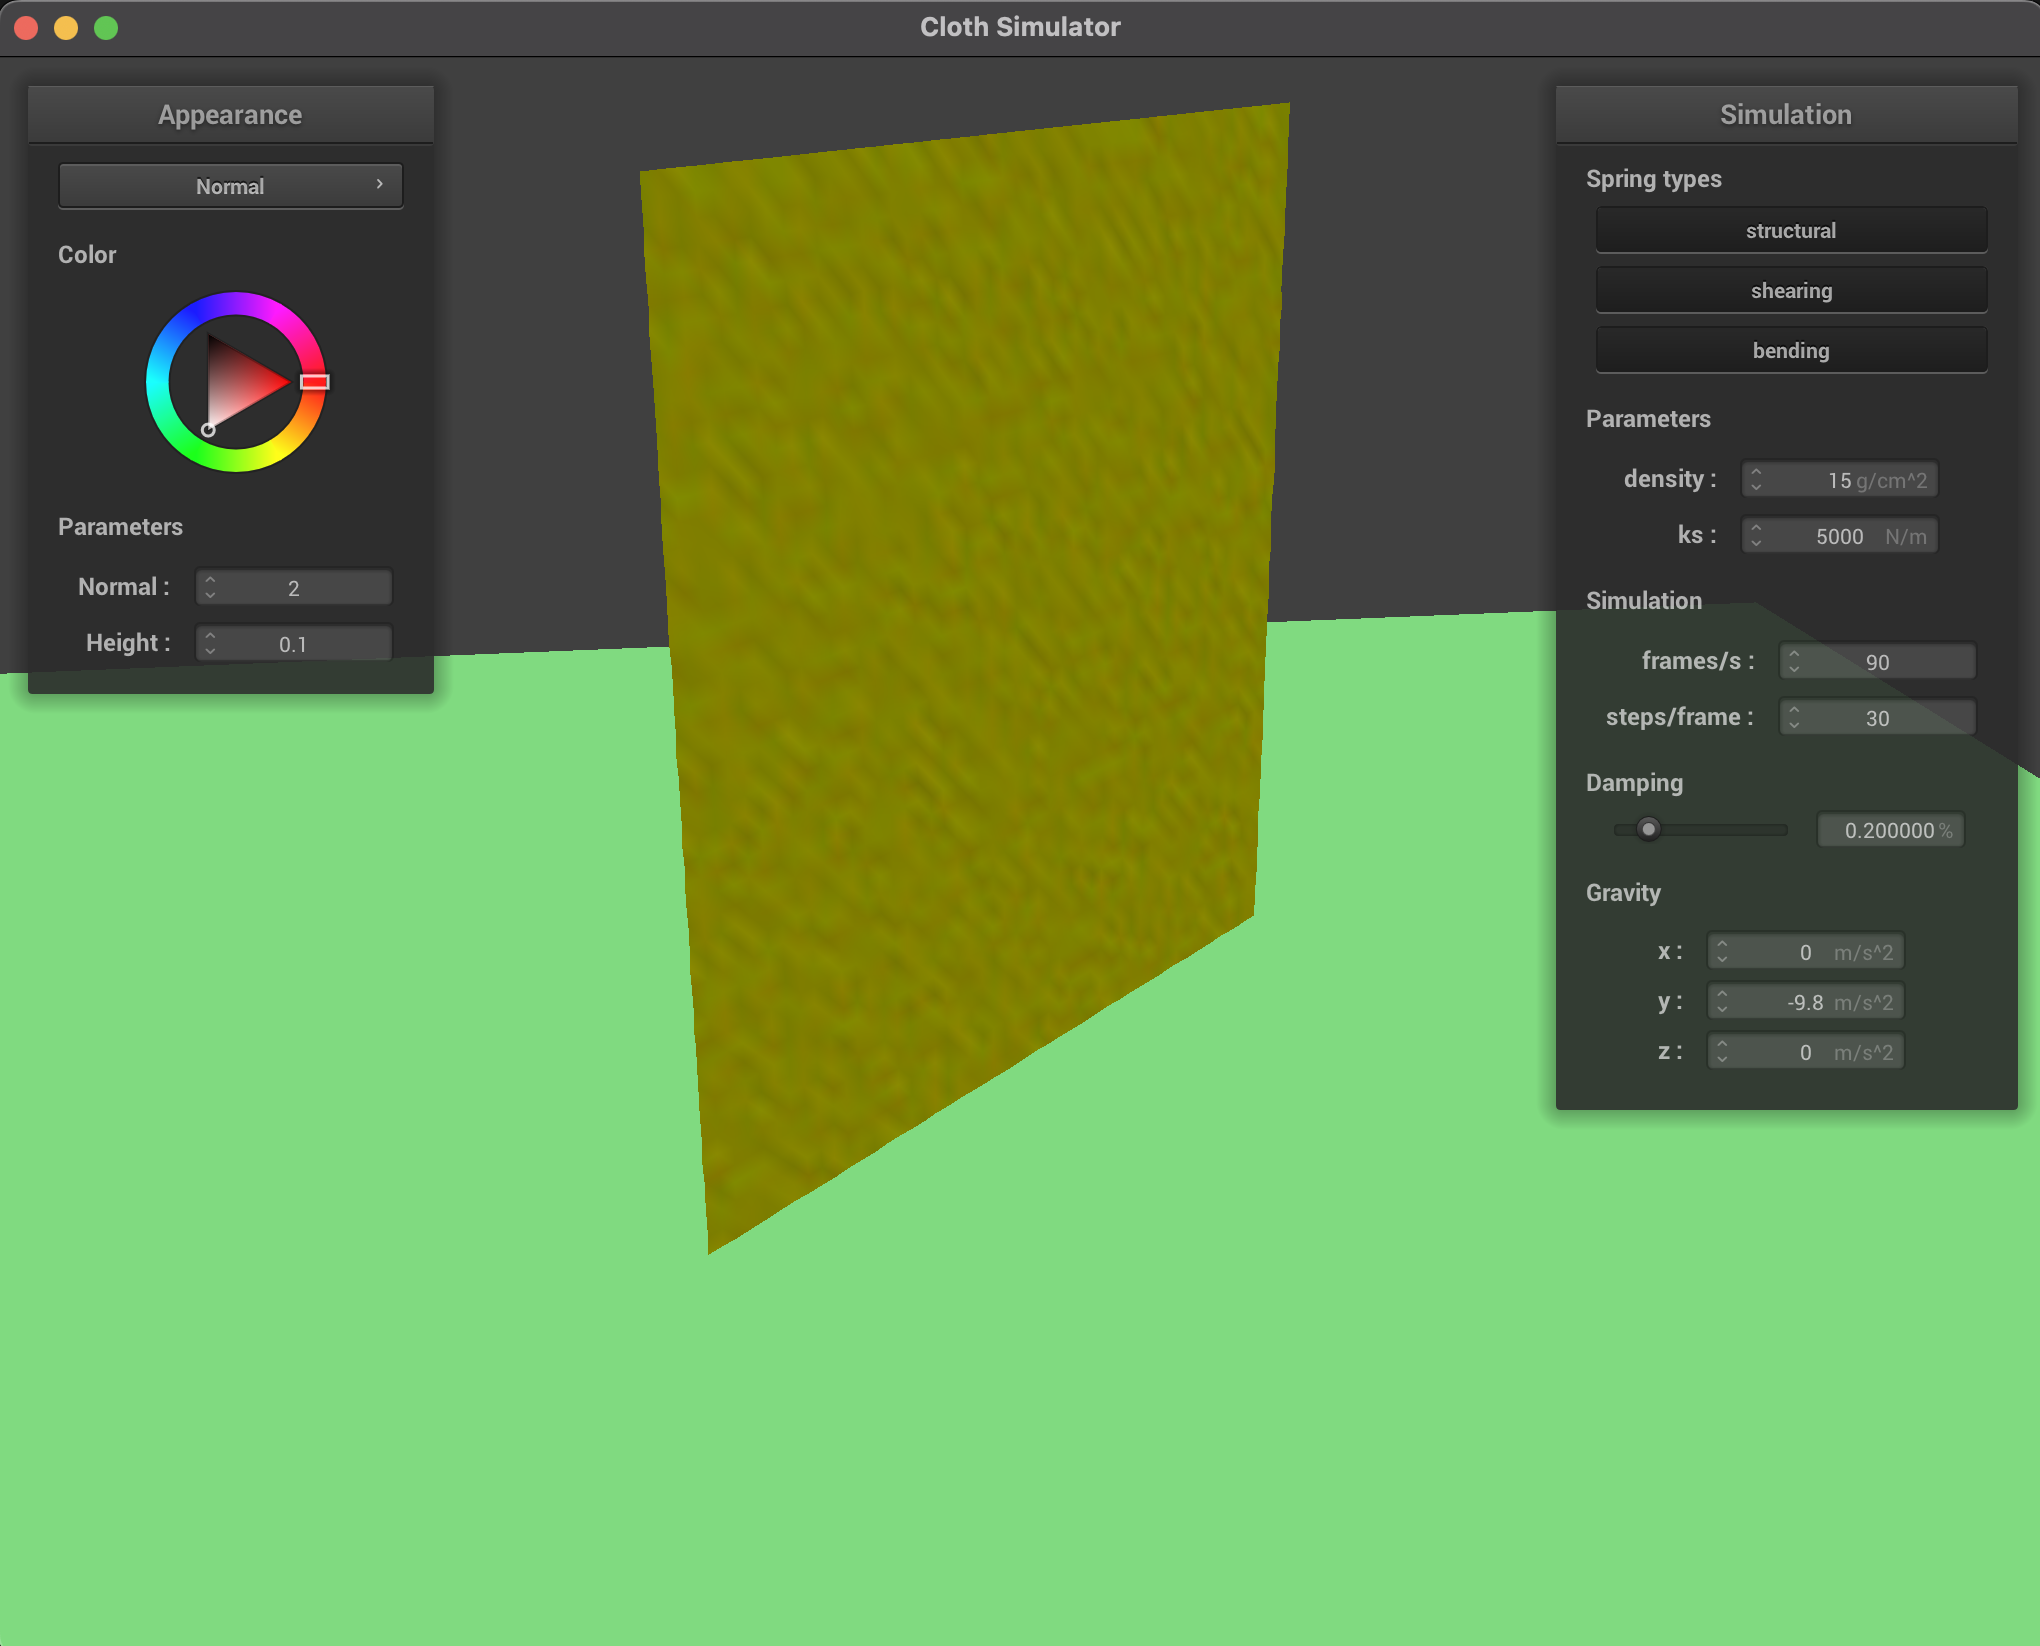 Cloth Simulator
Appearance
Normal
Color
Parameters
Normal : 2
Height : 0.1
Simulation
Spring types
structural
shearing
bending
Parameters
density : 15 g/cm^2
ks : 5000 N/m
Simulation
frames/s : 90
steps/frame : 30
Damping
0.200000 %
Gravity
x : 0 m/s^2
y : -9.8 m/s^2
z : 0 m/s^2